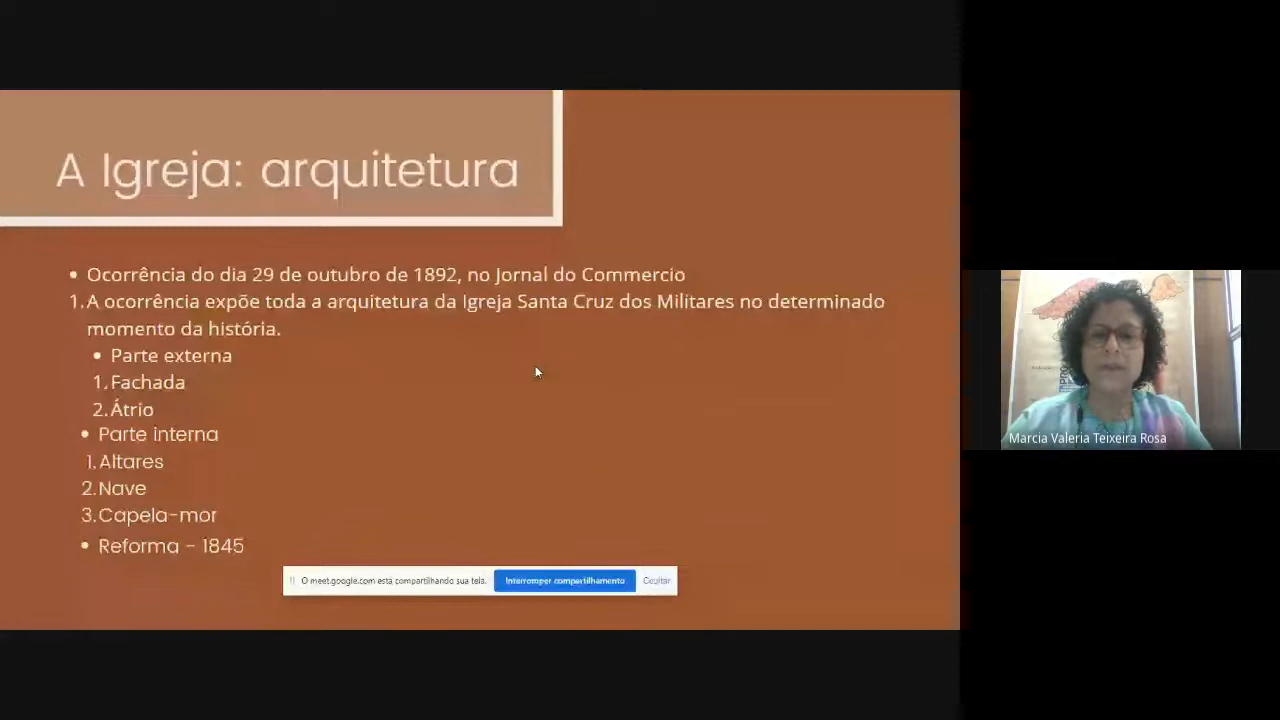 A Igreja: arquitetura
• Ocorrência do dia 29 de outubro de 1892, no Jornal do Commercio
1. A ocorrência expõe toda a arquitetura da Igreja Santa Cruz dos Militares no determinado
momento da história.
• Parte externa
1. Fachada
2. Átrio
• Parte interna
1. Altares
2. Nave
3. Capela-mor
• Reforma - 1845
O meet.google.com está compartilhando sua tela. Interromper compartilhamento Ocultar
Marcia Valeria Teixeira Rosa